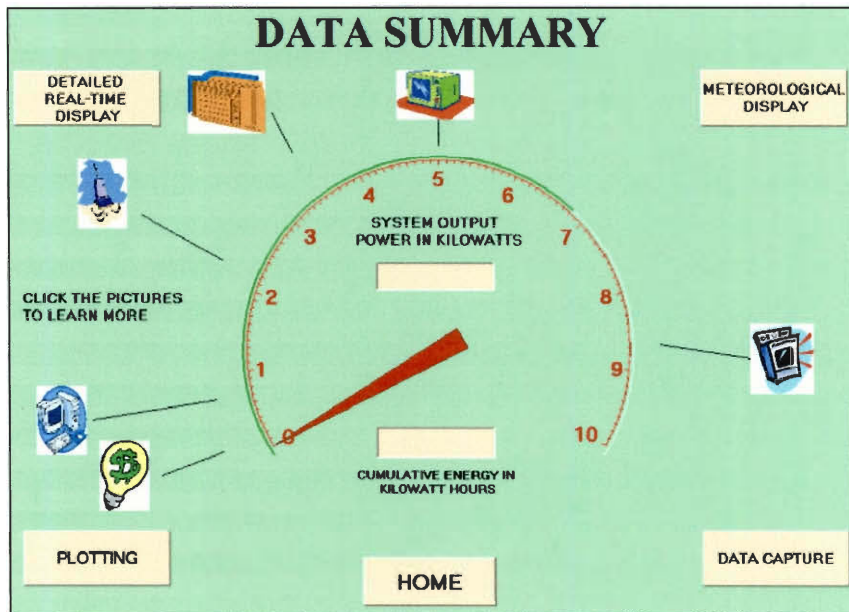 DATA SUMMARY
DETAILED
REAL-TIME
DISPLAY
METEOROLOGICAL
DISPLAY
SYSTEM OUTPUT
POWER IN KILOWATTS
CLICK THE PICTURES
TO LEARN MORE
0
1
2
3
4
5
6
7
8
9
10
$
CUMULATIVE ENERGY IN
KILOWATT HOURS
PLOTTING
HOME
DATA CAPTURE